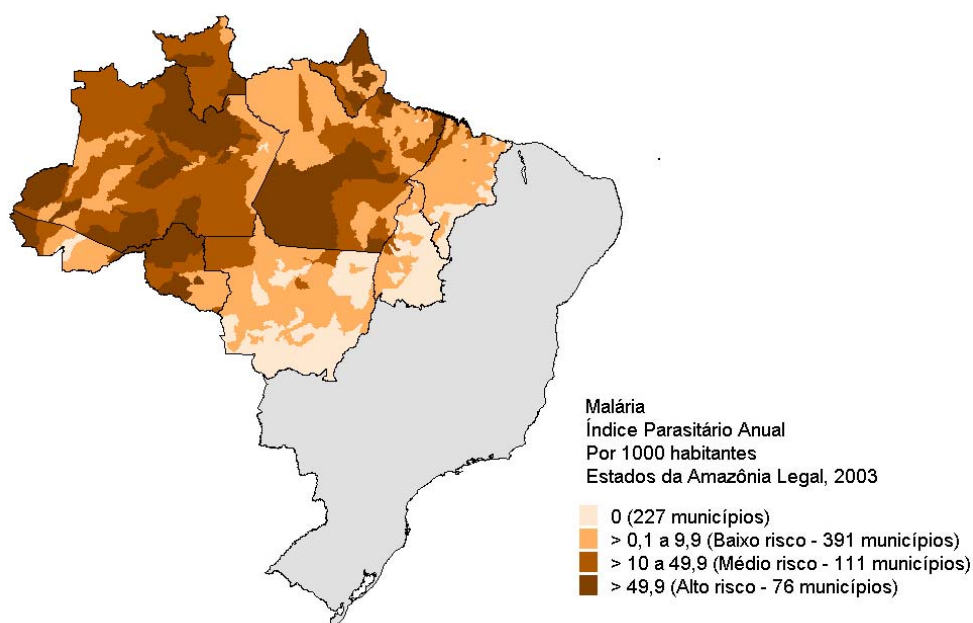 Malária
Índice Parasitário Anual
Por 1000 habitantes
Estados da Amazônia Legal, 2003
0 (227 municípios)
> 0,1 a 9,9 (Baixo risco - 391 municípios)
> 10 a 49,9 (Médio risco - 111 municípios)
> 49,9 (Alto risco - 76 municípios)